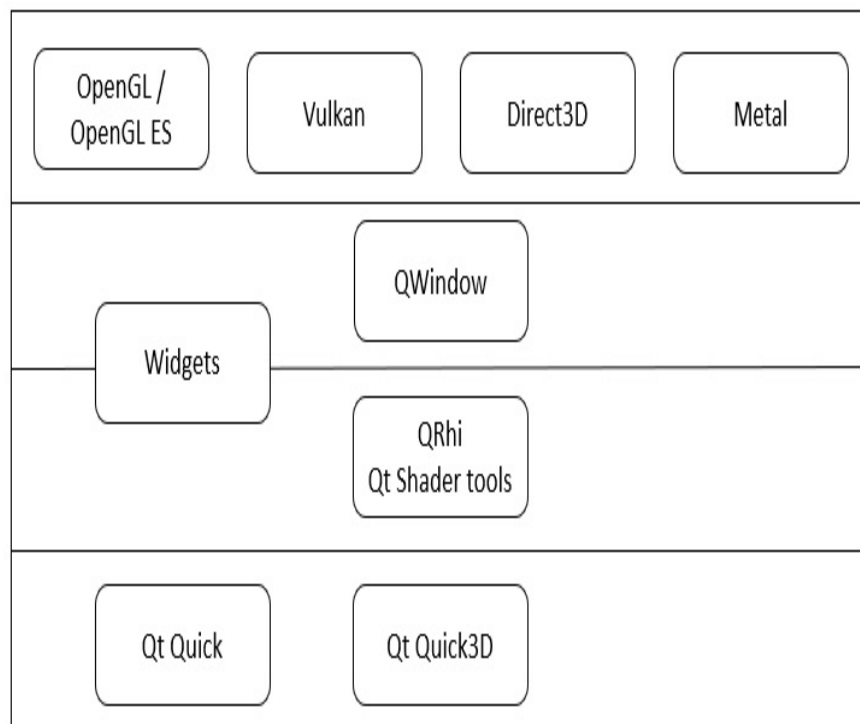 OpenGL /
OpenGL ES
Vulkan
Direct3D
Metal
QWindow
Widgets
QRhi
Qt Shader tools
Qt Quick
Qt Quick3D